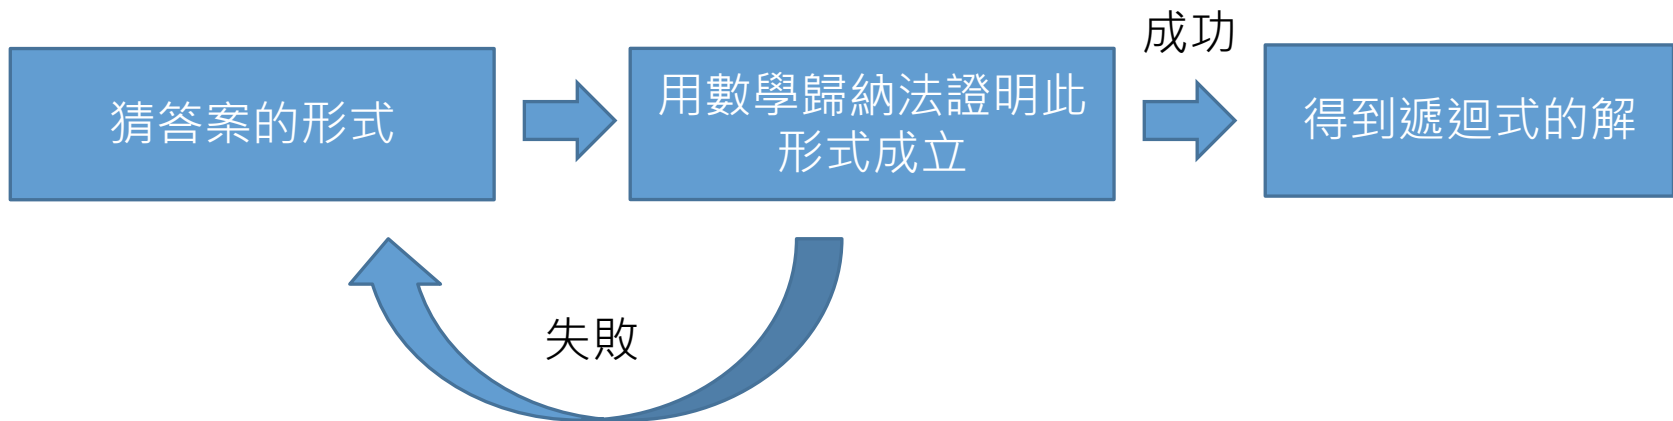 成功
猜答案的形式
用數學歸納法證明此
形式成立
得到遞迴式的解
失敗